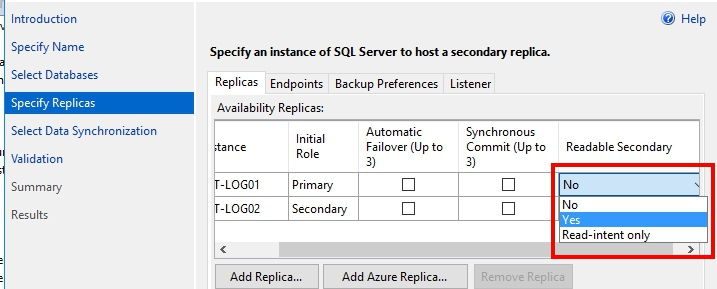 Introduction
Help
Specify Name
Specify an instance of SQL Server to host a secondary replica.
Select Databases
Replicas Endpoints Backup Preferences Listener
Specify Replicas
Availability Replicas:
Select Data Synchronization
stance
Initial
Role
Automatic
Failover (Up to
3)
Synchronous
Commit (Up to
3)
Readable Secondary
Validation
T-LOG01 Primary No
Summary
T-LOG02 Secondary
No
Yes
Read-intent only
Results
Add Replica... Add Azure Replica... Remove Replica